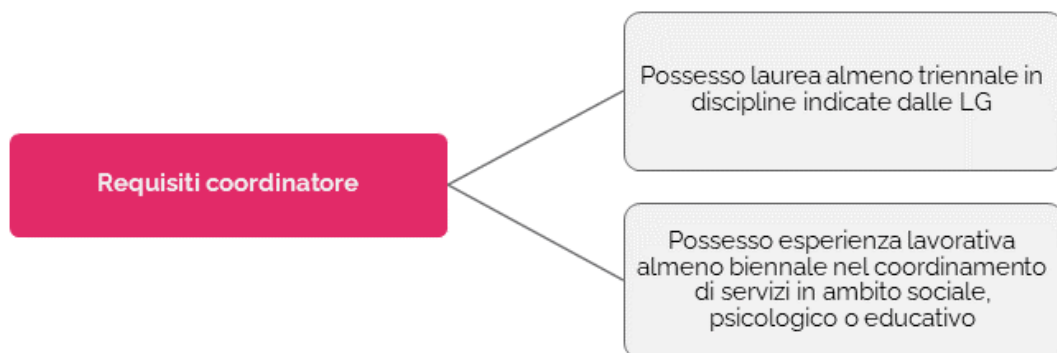 Requisiti coordinatore
Possesso laurea almeno triennale in
discipline indicate dalle LG
Possesso esperienza lavorativa
almeno biennale nel coordinamento
di servizi in ambito sociale,
psicologico o educativo